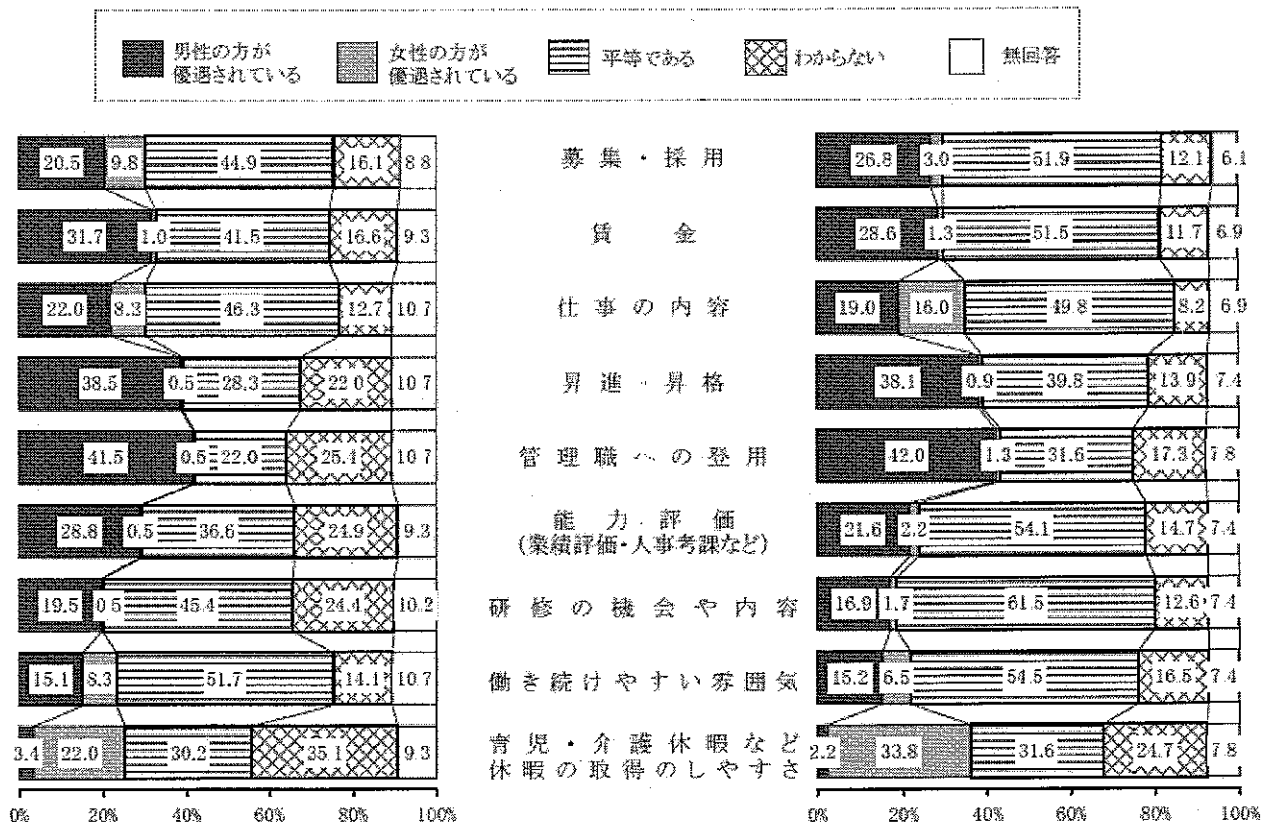 男性の方が
優遇されている
女性の方が
優遇されている
平等である
わからない
無回答
20.5 9.8 44.9 16.1 8.8 募集・採用 26.8 3.0 51.9 12.1 6.1
31.7 1.0 41.5 16.6 9.3 賃金 28.6 1.3 51.5 11.7 6.9
22.0 8.3 46.3 12.7 10.7 仕事の内容 19.0 16.0 49.8 8.2 6.9
38.5 0.5 28.3 22.0 10.7 昇進・昇格 38.1 0.9 39.8 13.9 7.4
41.5 0.5 22.0 25.4 10.7 管理職への登用 42.0 1.3 31.6 17.3 7.8
28.8 0.5 36.6 24.9 9.3 能力評価 21.6 2.2 54.1 14.7 7.4
(業績評価・人事考課など)
19.5 0.5 45.4 24.4 10.2 研修の機会や内容 16.9 1.7 61.5 12.6 7.4
15.1 8.3 51.7 14.1 10.7 働き続けやすい雰囲気 15.2 6.5 54.5 16.5 7.4
3.4 22.0 30.2 35.1 9.3 育児・介護休暇など 2.2 33.8 31.6 24.7 7.8
休暇の取得のしやすさ
0% 20% 40% 60% 80% 100% 0% 20% 40% 60% 80% 100%